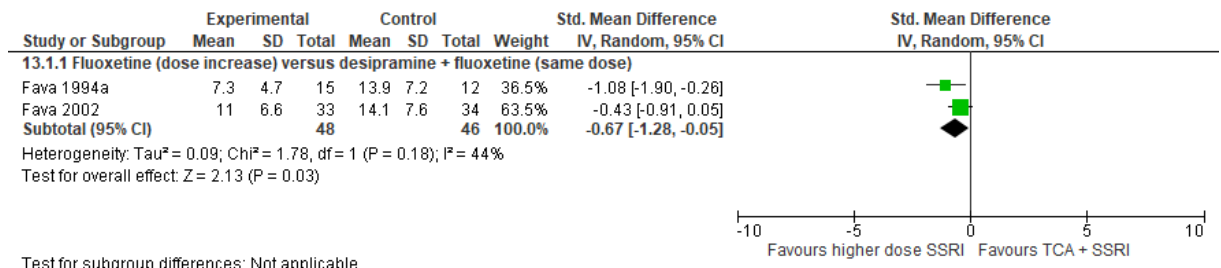 Experimental Control Std. Mean Difference Std. Mean Difference
Study or Subgroup Mean SD Total Mean SD Total Weight IV, Random, 95% CI IV, Random, 95% CI
13.1.1 Fluoxetine (dose increase) versus desipramine + fluoxetine (same dose)
Fava 1994a 7.3 4.7 15 13.9 7.2 12 36.5% -1.08 [-1.90, -0.26]
Fava 2002 11 6.6 33 14.1 7.6 34 63.5% -0.43 [-0.91, 0.05]
Subtotal (95% CI) 48 46 100.0% -0.67 [-1.28, -0.05]
Heterogeneity: Tau² = 0.09; Chi² = 1.78, df = 1 (P = 0.18); I² = 44%
Test for overall effect: Z = 2.13 (P = 0.03)
-10 -5 0 5 10
Favours higher dose SSRI Favours TCA + SSRI
Test for subgroup differences: Not applicable